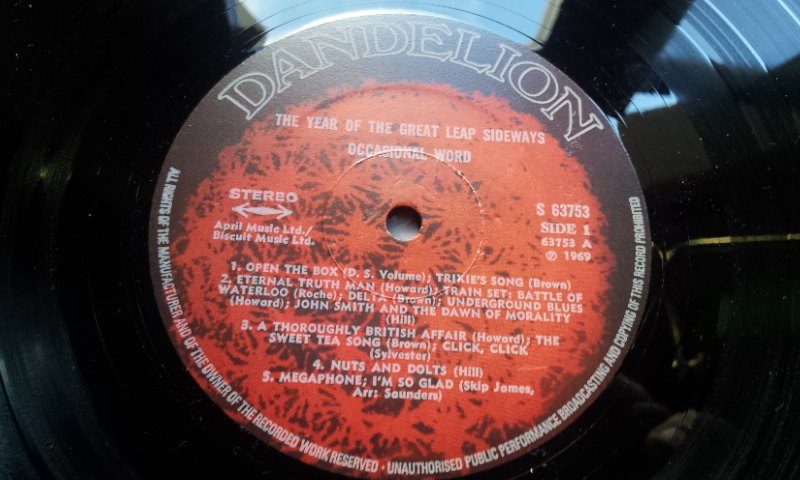 DANDELION
THE YEAR OF THE GREAT LEAP SIDEWAYS
OCCASIONAL WORD
STEREO
April Music Ltd./
Biscuit Music Ltd.
S 63753
SIDE 1
63753 A
℗ 1969
1. OPEN THE BOX (D. S. Volume); TRIXIE'S SONG (Brown)
2. ETERNAL TRUTH MAN (Howard); TRAIN SET; BATTLE OF
WATERLOO (Roche); DELTA (Brown); UNDERGROUND BLUES
(Howard); JOHN SMITH AND THE DAWN OF MORALITY
(Hill)
3. A THOROUGHLY BRITISH AFFAIR (Howard); THE
SWEET TEA SONG (Brown); CLICK, CLICK
(Sylvester)
4. NUTS AND DOLTS (Hill)
5. MEGAPHONE; I'M SO GLAD (Skip James,
Arr: Saunders)
ALL RIGHTS OF THE MANUFACTURER AND OF THE OWNER OF THE RECORDED WORK RESERVED · UNAUTHORISED PUBLIC PERFORMANCE BROADCASTING AND COPYING OF THIS RECORD PROHIBITED